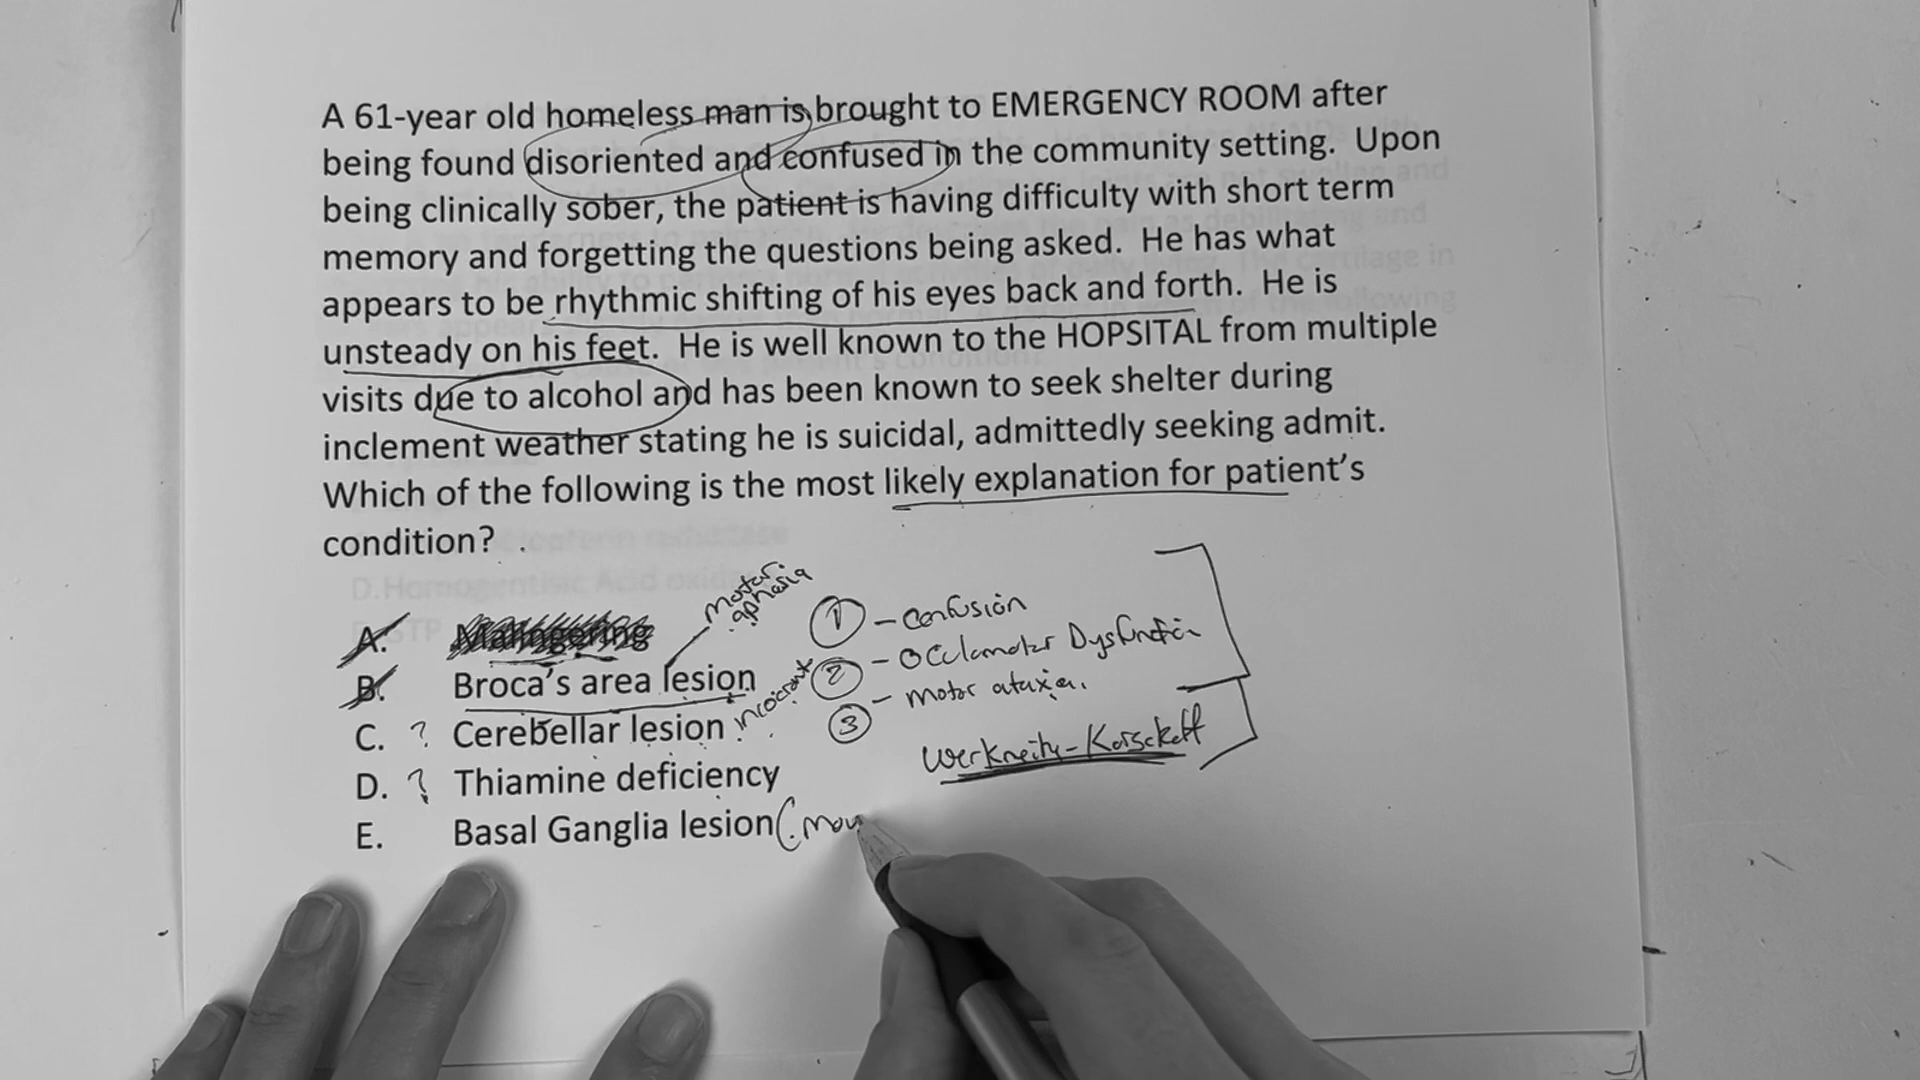 A 61-year old homeless man is brought to EMERGENCY ROOM after
being found disoriented and confused in the community setting. Upon
being clinically sober, the patient is having difficulty with short term
memory and forgetting the questions being asked. He has what
appears to be rhythmic shifting of his eyes back and forth. He is
unsteady on his feet. He is well known to the HOPSITAL from multiple
visits due to alcohol and has been known to seek shelter during
inclement weather stating he is suicidal, admittedly seeking admit.
Which of the following is the most likely explanation for patient's
condition?
Motor
aphasia
A. Malingering
B. Broca's area lesion
C. ? Cerebellar lesion
D. ? Thiamine deficiency
E. Basal Ganglia lesion (mov
① - confusion
② - Occulomotor Dysfunction
③ - motor ataxia.
D.Homogentisic Acid